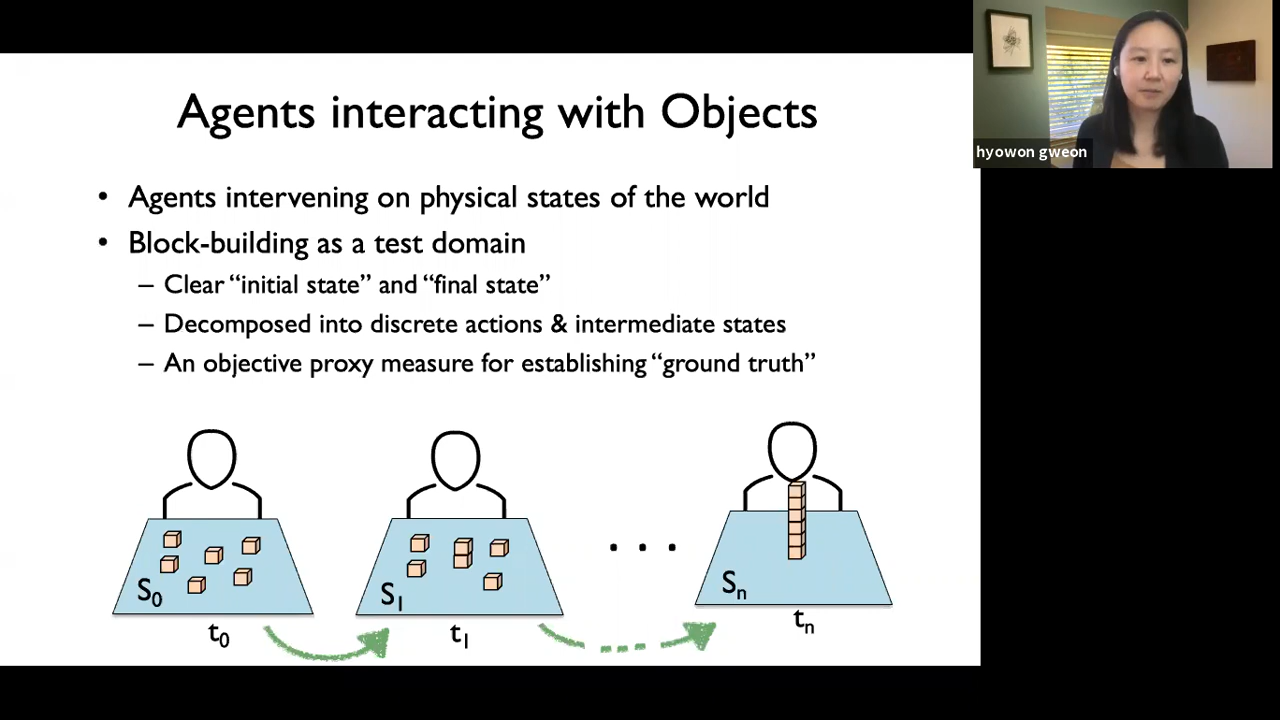 Agents interacting with Objects
hyowon gweon
• Agents intervening on physical states of the world
• Block-building as a test domain
– Clear “initial state” and “final state”
– Decomposed into discrete actions & intermediate states
– An objective proxy measure for establishing “ground truth”
S0
S1
. . .
Sn
t0
t1
tn